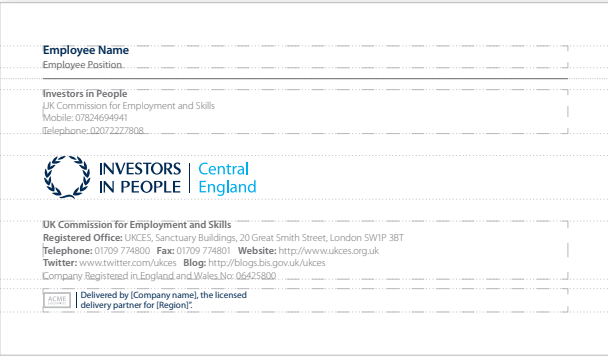 Employee Name
Employee Position
Investors in People
UK Commission for Employment and Skills
Mobile: 07824694941
Telephone: 02072277808
INVESTORS IN PEOPLE
Central England
UK Commission for Employment and Skills
Registered Office: UKCES, Sanctuary Buildings, 20 Great Smith Street, London SW1P 3BT
Telephone: 01709 774800 Fax: 01709 774801 Website: http://www.ukces.org.uk
Twitter: www.twitter.com/ukces Blog: http://blogs.bis.gov.uk/ukces
Company Registered in England and Wales No: 06425800
ACME
Delivered by [Company name], the licensed
delivery partner for [Region]".